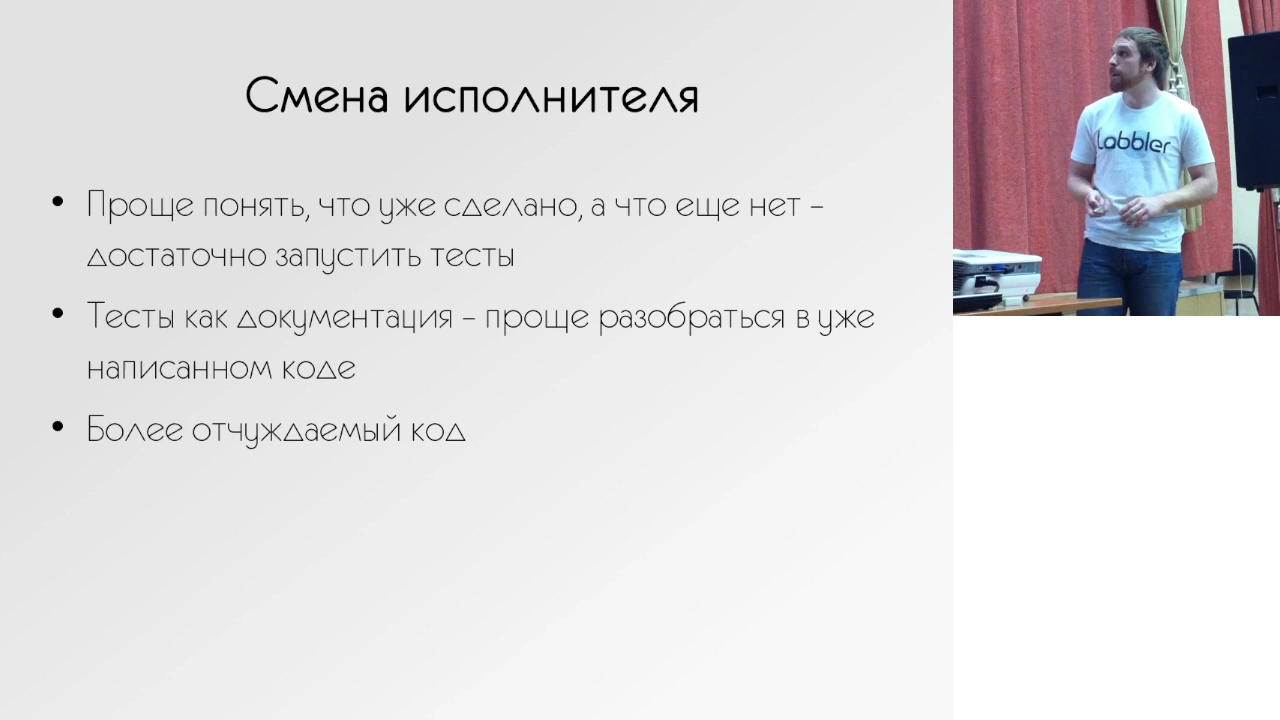 Смена исполнителя
• Проще понять, что уже сделано, а что еще нет –
достаточно запустить тесты
• Тесты как документация – проще разобраться в уже
написанном коде
• Более отчуждаемый код
Labbler